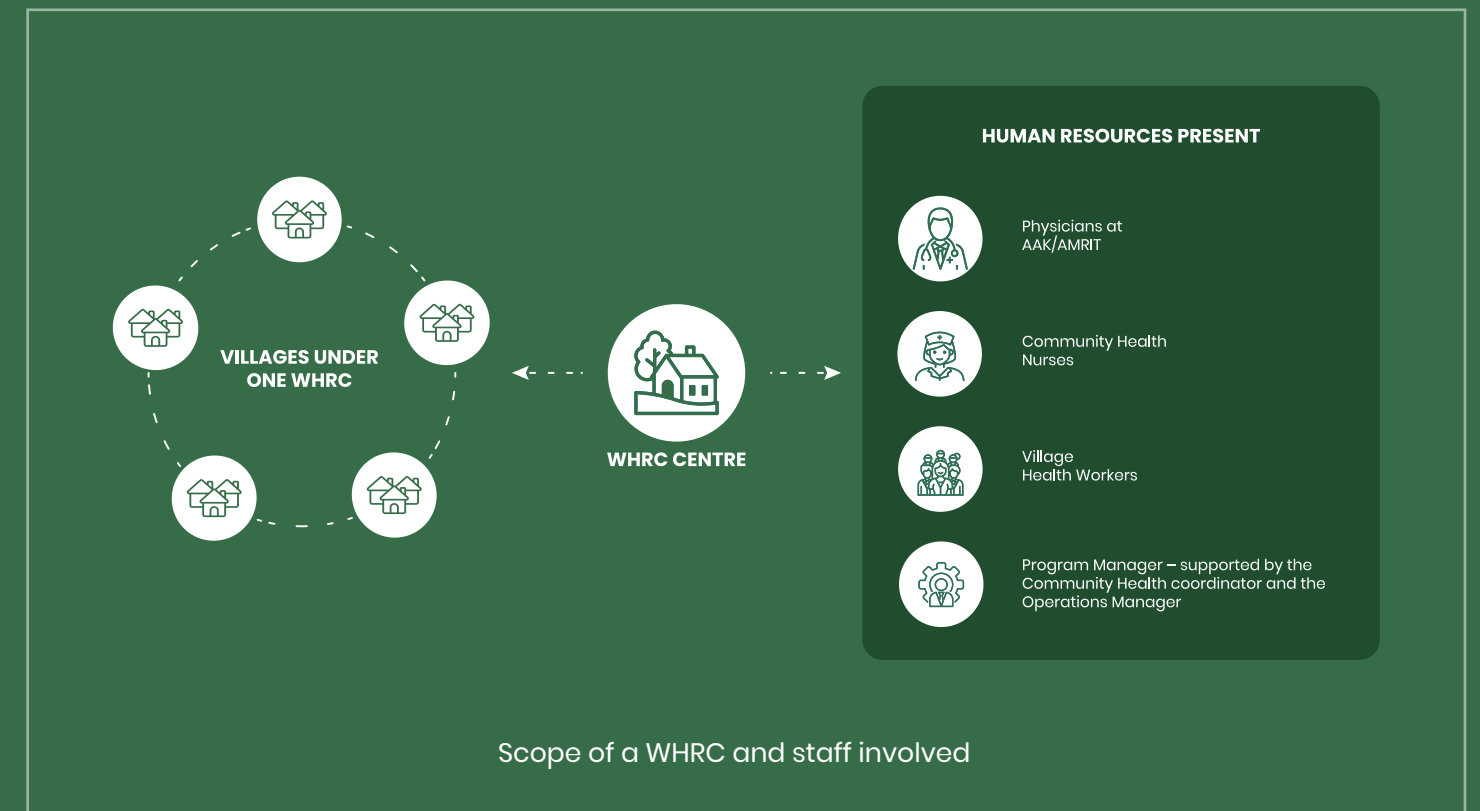 VILLAGES UNDER
ONE WHRC
WHRC CENTRE
HUMAN RESOURCES PRESENT
Physicians at
AAK/AMRIT
Community Health
Nurses
Village
Health Workers
Program Manager – supported by the
Community Health coordinator and the
Operations Manager
Scope of a WHRC and staff involved